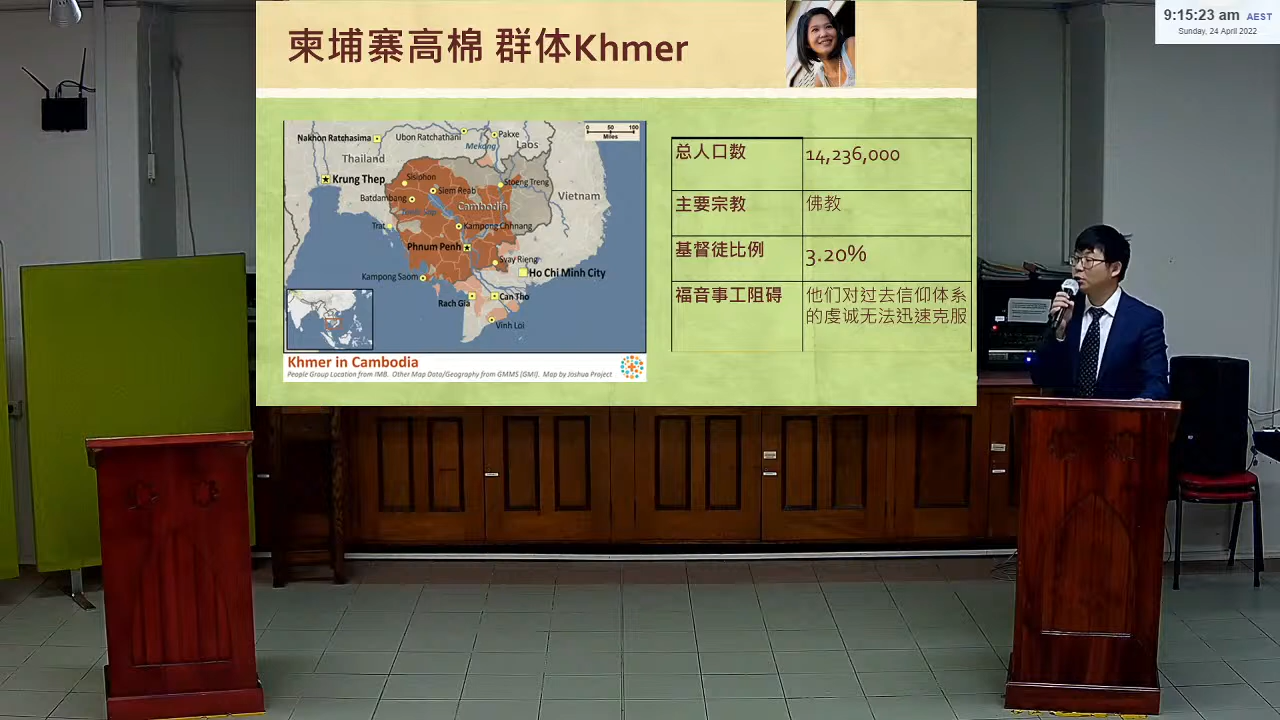 9:15:23 am AEST
Sunday, 24 April 2022
柬埔寨高棉 群体Khmer
0 50 100
Miles
Nakhon Ratchasima
Ubon Ratchathani
Pakxe
Mekong
Laos
Thailand
Krung Thep
Sisiphon
Siem Reab
Stoeng Treng
Batdambang
Cambodia
Vietnam
Trat
Kampong Chhnang
Phnum Penh
Svay Rieng
Kampong Saom
Ho Chi Minh City
Rach Gia
Can Tho
Vinh Loi
Khmer in Cambodia
People Group Location from IMB. Other Map Data/Geography from GMMS (GMI). Map by Joshua Project
总人口数 14,236,000
主要宗教 佛教
基督徒比例 3.20%
福音事工阻碍 他们对过去信仰体系
的虔诚无法迅速克服